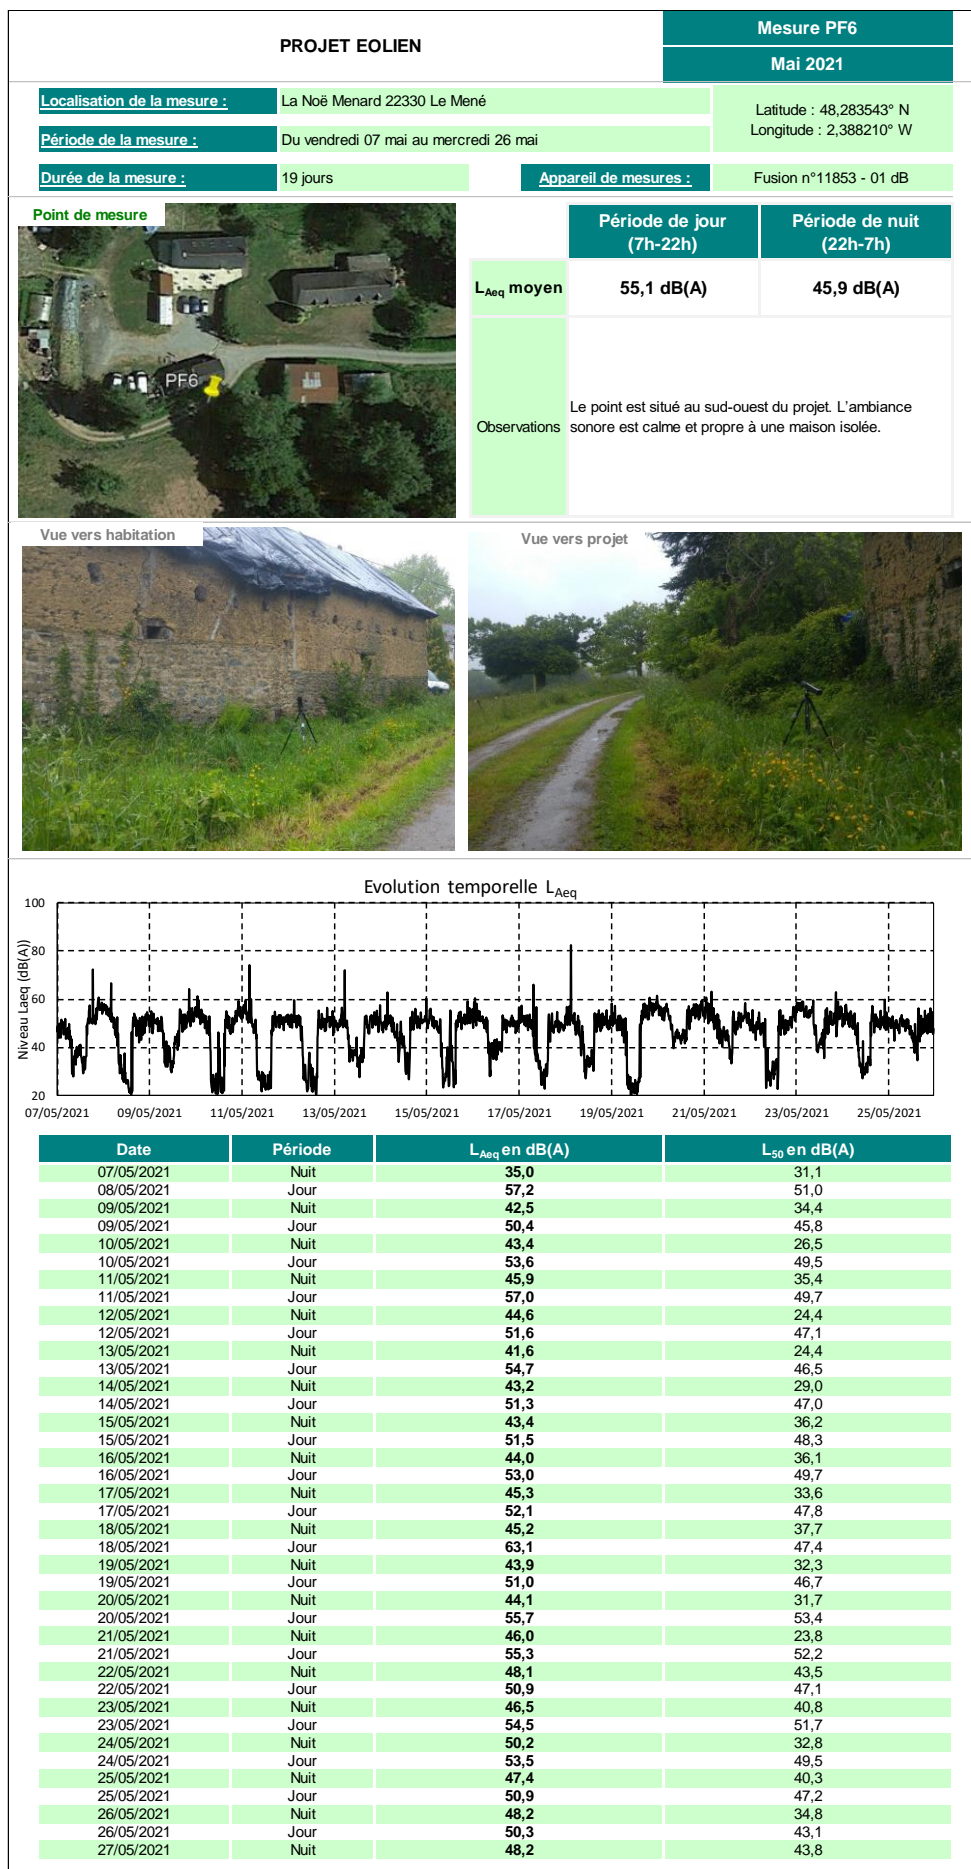 PROJET EOLIEN
Mesure PF6
Mai 2021
Localisation de la mesure :
La Noë Menard 22330 Le Mené
Latitude : 48,283543° N
Longitude : 2,388210° W
Période de la mesure :
Du vendredi 07 mai au mercredi 26 mai
Durée de la mesure :
19 jours
Appareil de mesures :
Fusion n°11853 - 01 dB
Point de mesure
PF6
Période de jour
(7h-22h)
Période de nuit
(22h-7h)
LAeq moyen
55,1 dB(A)
45,9 dB(A)
Observations
Le point est situé au sud-ouest du projet. L'ambiance
sonore est calme et propre à une maison isolée.
Vue vers habitation
Vue vers projet
Evolution temporelle LAeq
Niveau Laeq (dB(A))
100
80
60
40
20
07/05/2021 09/05/2021 11/05/2021 13/05/2021 15/05/2021 17/05/2021 19/05/2021 21/05/2021 23/05/2021 25/05/2021
Date Période LAeq en dB(A) L50 en dB(A)
07/05/2021 Nuit 35,0 31,1
08/05/2021 Jour 57,2 51,0
09/05/2021 Nuit 42,5 34,4
09/05/2021 Jour 50,4 45,8
10/05/2021 Nuit 43,4 26,5
10/05/2021 Jour 53,6 49,5
11/05/2021 Nuit 45,9 35,4
11/05/2021 Jour 57,0 49,7
12/05/2021 Nuit 44,6 24,4
12/05/2021 Jour 51,6 47,1
13/05/2021 Nuit 41,6 24,4
13/05/2021 Jour 54,7 46,5
14/05/2021 Nuit 43,2 29,0
14/05/2021 Jour 51,3 47,0
15/05/2021 Nuit 43,4 36,2
15/05/2021 Jour 51,5 48,3
16/05/2021 Nuit 44,0 36,1
16/05/2021 Jour 53,0 49,7
17/05/2021 Nuit 45,3 33,6
17/05/2021 Jour 52,1 47,8
18/05/2021 Nuit 45,2 37,7
18/05/2021 Jour 63,1 47,4
19/05/2021 Nuit 43,9 32,3
19/05/2021 Jour 51,0 46,7
20/05/2021 Nuit 44,1 31,7
20/05/2021 Jour 55,7 53,4
21/05/2021 Nuit 46,0 23,8
21/05/2021 Jour 55,3 52,2
22/05/2021 Nuit 48,1 43,5
22/05/2021 Jour 50,9 47,1
23/05/2021 Nuit 46,5 40,8
23/05/2021 Jour 54,5 51,7
24/05/2021 Nuit 50,2 32,8
24/05/2021 Jour 53,5 49,5
25/05/2021 Nuit 47,4 40,3
25/05/2021 Jour 50,9 47,2
26/05/2021 Nuit 48,2 34,8
26/05/2021 Jour 50,3 43,1
27/05/2021 Nuit 48,2 43,8